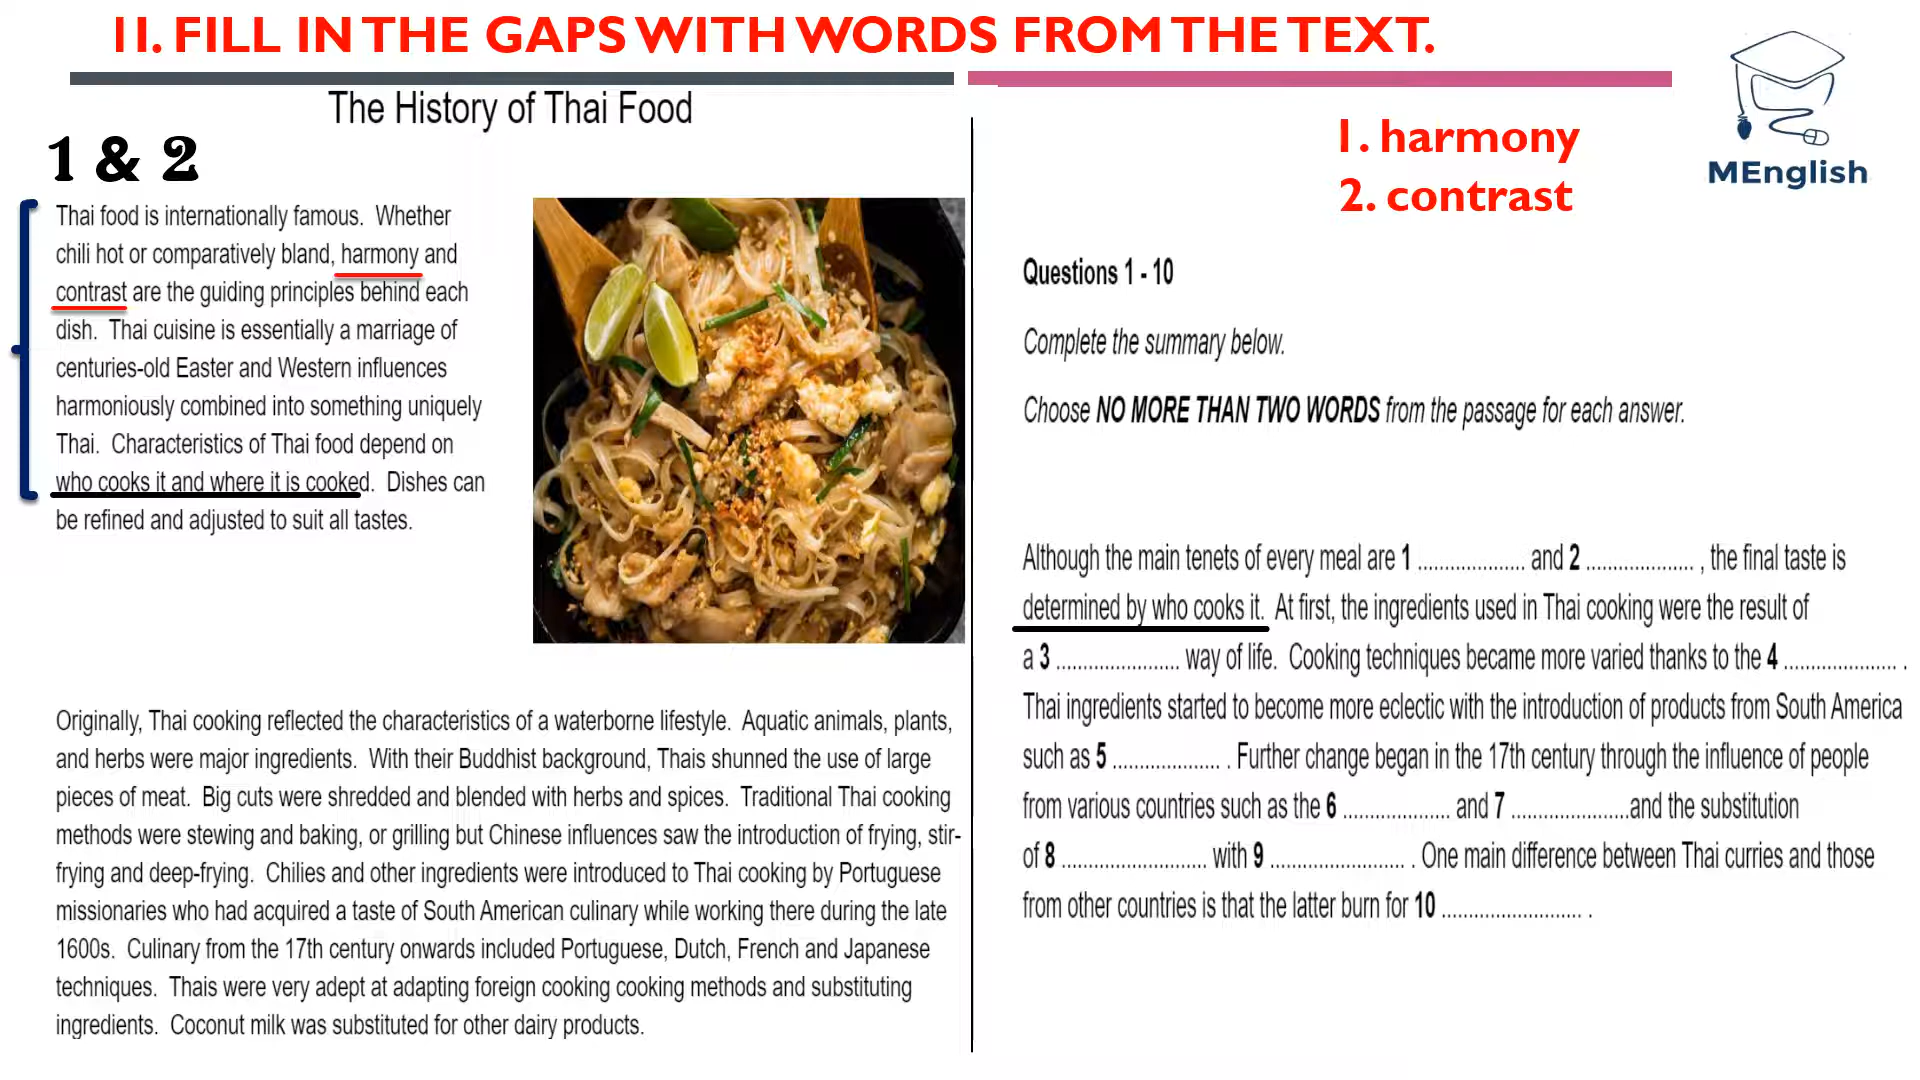 II. FILL IN THE GAPS WITH WORDS FROM THE TEXT.
The History of Thai Food
1 & 2
Thai food is internationally famous. Whether
chili hot or comparatively bland, harmony and
contrast are the guiding principles behind each
dish. Thai cuisine is essentially a marriage of
centuries-old Easter and Western influences
harmoniously combined into something uniquely
Thai. Characteristics of Thai food depend on
who cooks it and where it is cooked. Dishes can
be refined and adjusted to suit all tastes.
Originally, Thai cooking reflected the characteristics of a waterborne lifestyle. Aquatic animals, plants,
and herbs were major ingredients. With their Buddhist background, Thais shunned the use of large
pieces of meat. Big cuts were shredded and blended with herbs and spices. Traditional Thai cooking
methods were stewing and baking, or grilling but Chinese influences saw the introduction of frying, stir-
frying and deep-frying. Chilies and other ingredients were introduced to Thai cooking by Portuguese
missionaries who had acquired a taste of South American culinary while working there during the late
1600s. Culinary from the 17th century onwards included Portuguese, Dutch, French and Japanese
techniques. Thais were very adept at adapting foreign cooking cooking methods and substituting
ingredients. Coconut milk was substituted for other dairy products.
1. harmony
2. contrast
MEnglish
Questions 1 - 10
Complete the summary below.
Choose NO MORE THAN TWO WORDS from the passage for each answer.
Although the main tenets of every meal are 1 .................... and 2 .................... , the final taste is
determined by who cooks it. At first, the ingredients used in Thai cooking were the result of
a 3 ....................... way of life. Cooking techniques became more varied thanks to the 4 ..................... .
Thai ingredients started to become more eclectic with the introduction of products from South America
such as 5 .................... . Further change began in the 17th century through the influence of people
from various countries such as the 6 .................... and 7 ......................and the substitution
of 8 ........................... with 9 ......................... . One main difference between Thai curries and those
from other countries is that the latter burn for 10 .......................... .